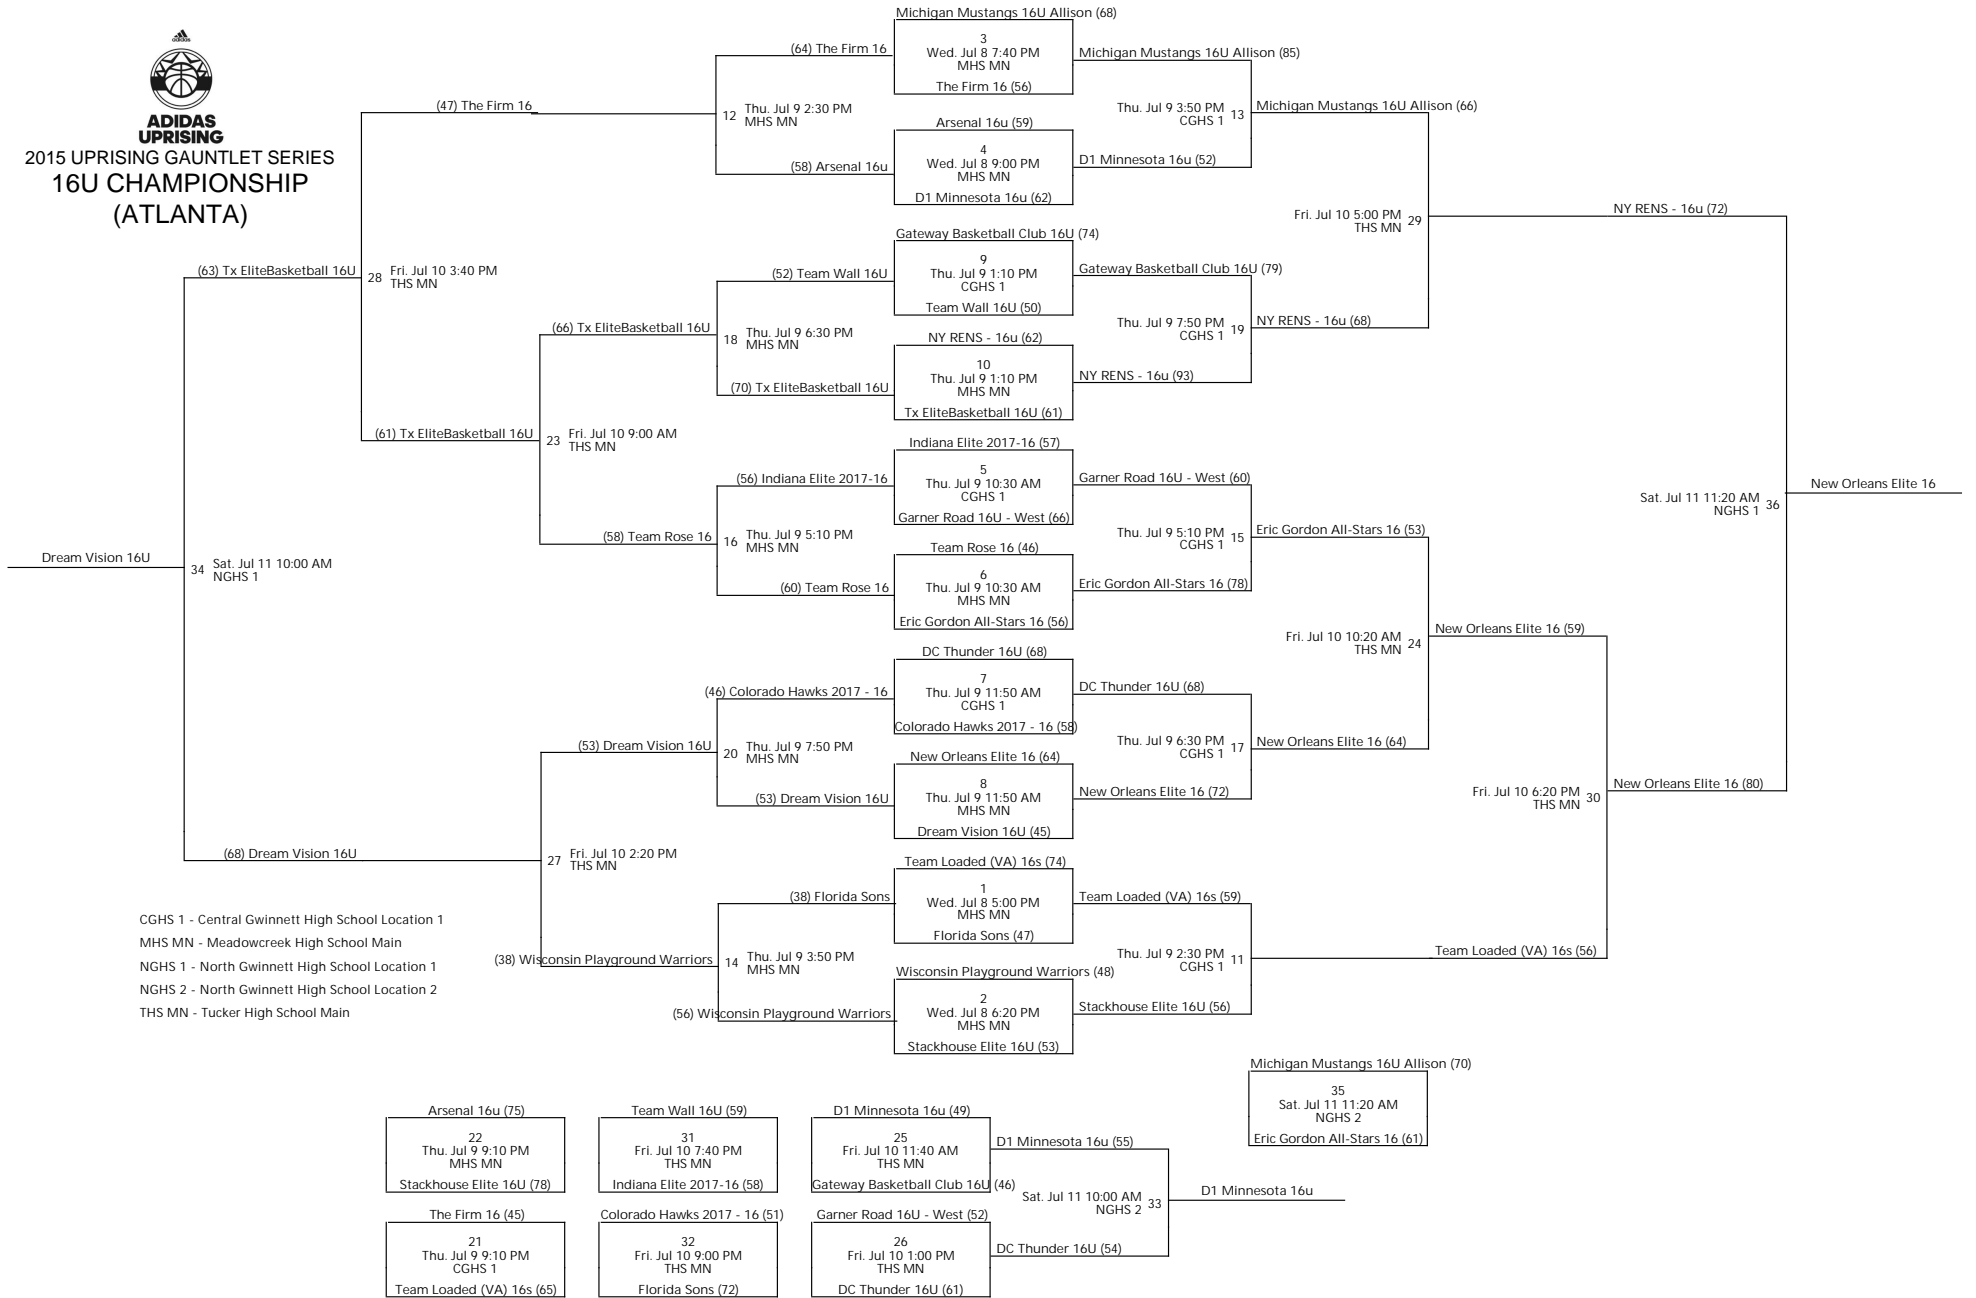 adidas
ADIDAS
UPRISING
2015 UPRISING GAUNTLET SERIES
16U CHAMPIONSHIP
(ATLANTA)
Michigan Mustangs 16U Allison (68)
3
Wed. Jul 8 7:40 PM
MHS MN
The Firm 16 (56)
Arsenal 16u (59)
4
Wed. Jul 8 9:00 PM
MHS MN
D1 Minnesota 16u (62)
Gateway Basketball Club 16U (74)
9
Thu. Jul 9 1:10 PM
CGHS 1
Team Wall 16U (50)
NY RENS - 16u (62)
10
Thu. Jul 9 1:10 PM
MHS MN
Tx EliteBasketball 16U (61)
Indiana Elite 2017-16 (57)
5
Thu. Jul 9 10:30 AM
CGHS 1
Garner Road 16U - West (66)
Team Rose 16 (46)
6
Thu. Jul 9 10:30 AM
MHS MN
Eric Gordon All-Stars 16 (56)
DC Thunder 16U (68)
7
Thu. Jul 9 11:50 AM
CGHS 1
Colorado Hawks 2017 - 16 (58)
New Orleans Elite 16 (64)
8
Thu. Jul 9 11:50 AM
MHS MN
Dream Vision 16U (45)
Team Loaded (VA) 16s (74)
1
Wed. Jul 8 5:00 PM
MHS MN
Florida Sons (47)
Wisconsin Playground Warriors (48)
2
Wed. Jul 8 6:20 PM
MHS MN
Stackhouse Elite 16U (53)
(64) The Firm 16
12 Thu. Jul 9 2:30 PM
MHS MN
(58) Arsenal 16u
(52) Team Wall 16U
18 Thu. Jul 9 6:30 PM
MHS MN
(70) Tx EliteBasketball 16U
(56) Indiana Elite 2017-16
16 Thu. Jul 9 5:10 PM
MHS MN
(60) Team Rose 16
(46) Colorado Hawks 2017 - 16
20 Thu. Jul 9 7:50 PM
MHS MN
(53) Dream Vision 16U
(38) Florida Sons
14 Thu. Jul 9 3:50 PM
MHS MN
(56) Wisconsin Playground Warriors
(47) The Firm 16
28 Fri. Jul 10 3:40 PM
THS MN
(66) Tx EliteBasketball 16U
23 Fri. Jul 10 9:00 AM
THS MN
(58) Team Rose 16
(61) Tx EliteBasketball 16U
(53) Dream Vision 16U
27 Fri. Jul 10 2:20 PM
THS MN
(38) Wisconsin Playground Warriors
(63) Tx EliteBasketball 16U
34 Sat. Jul 11 10:00 AM
NGHS 1
(68) Dream Vision 16U
Dream Vision 16U
Michigan Mustangs 16U Allison (85)
Thu. Jul 9 3:50 PM 13
CGHS 1
D1 Minnesota 16u (52)
Gateway Basketball Club 16U (79)
Thu. Jul 9 7:50 PM 19
CGHS 1
NY RENS - 16u (93)
Garner Road 16U - West (60)
Thu. Jul 9 5:10 PM 15
CGHS 1
Eric Gordon All-Stars 16 (78)
DC Thunder 16U (68)
Thu. Jul 9 6:30 PM 17
CGHS 1
New Orleans Elite 16 (72)
Team Loaded (VA) 16s (59)
Thu. Jul 9 2:30 PM 11
CGHS 1
Stackhouse Elite 16U (56)
Michigan Mustangs 16U Allison (66)
Fri. Jul 10 5:00 PM 29
THS MN
NY RENS - 16u (68)
Eric Gordon All-Stars 16 (53)
Fri. Jul 10 10:20 AM 24
THS MN
New Orleans Elite 16 (64)
New Orleans Elite 16 (59)
Fri. Jul 10 6:20 PM 30
THS MN
Team Loaded (VA) 16s (56)
NY RENS - 16u (72)
Sat. Jul 11 11:20 AM 36
NGHS 1
New Orleans Elite 16 (80)
New Orleans Elite 16
CGHS 1 - Central Gwinnett High School Location 1
MHS MN - Meadowcreek High School Main
NGHS 1 - North Gwinnett High School Location 1
NGHS 2 - North Gwinnett High School Location 2
THS MN - Tucker High School Main
Michigan Mustangs 16U Allison (70)
35
Sat. Jul 11 11:20 AM
NGHS 2
Eric Gordon All-Stars 16 (61)
Arsenal 16u (75)
22
Thu. Jul 9 9:10 PM
MHS MN
Stackhouse Elite 16U (78)
Team Wall 16U (59)
31
Fri. Jul 10 7:40 PM
THS MN
Indiana Elite 2017-16 (58)
D1 Minnesota 16u (49)
25
Fri. Jul 10 11:40 AM
THS MN
Gateway Basketball Club 16U (46)
The Firm 16 (45)
21
Thu. Jul 9 9:10 PM
CGHS 1
Team Loaded (VA) 16s (65)
Colorado Hawks 2017 - 16 (51)
32
Fri. Jul 10 9:00 PM
THS MN
Florida Sons (72)
Garner Road 16U - West (52)
26
Fri. Jul 10 1:00 PM
THS MN
DC Thunder 16U (61)
D1 Minnesota 16u (55)
Sat. Jul 11 10:00 AM 33
NGHS 2
DC Thunder 16U (54)
D1 Minnesota 16u